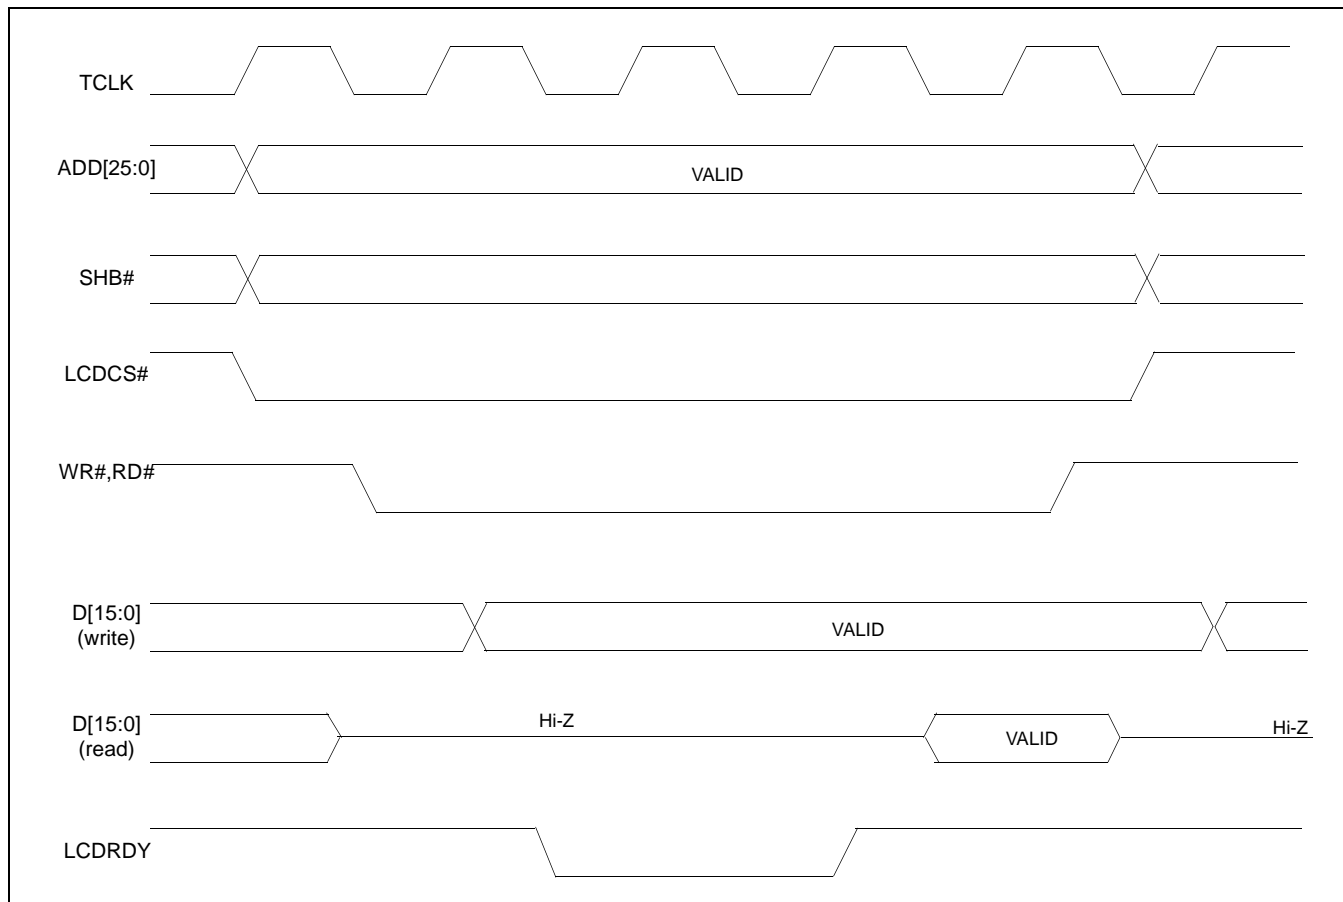 TCLK
ADD[25:0]
VALID
SHB#
LCDCS#
WR#,RD#
D[15:0]
(write)
VALID
D[15:0]
(read)
Hi-Z
VALID
Hi-Z
LCDRDY